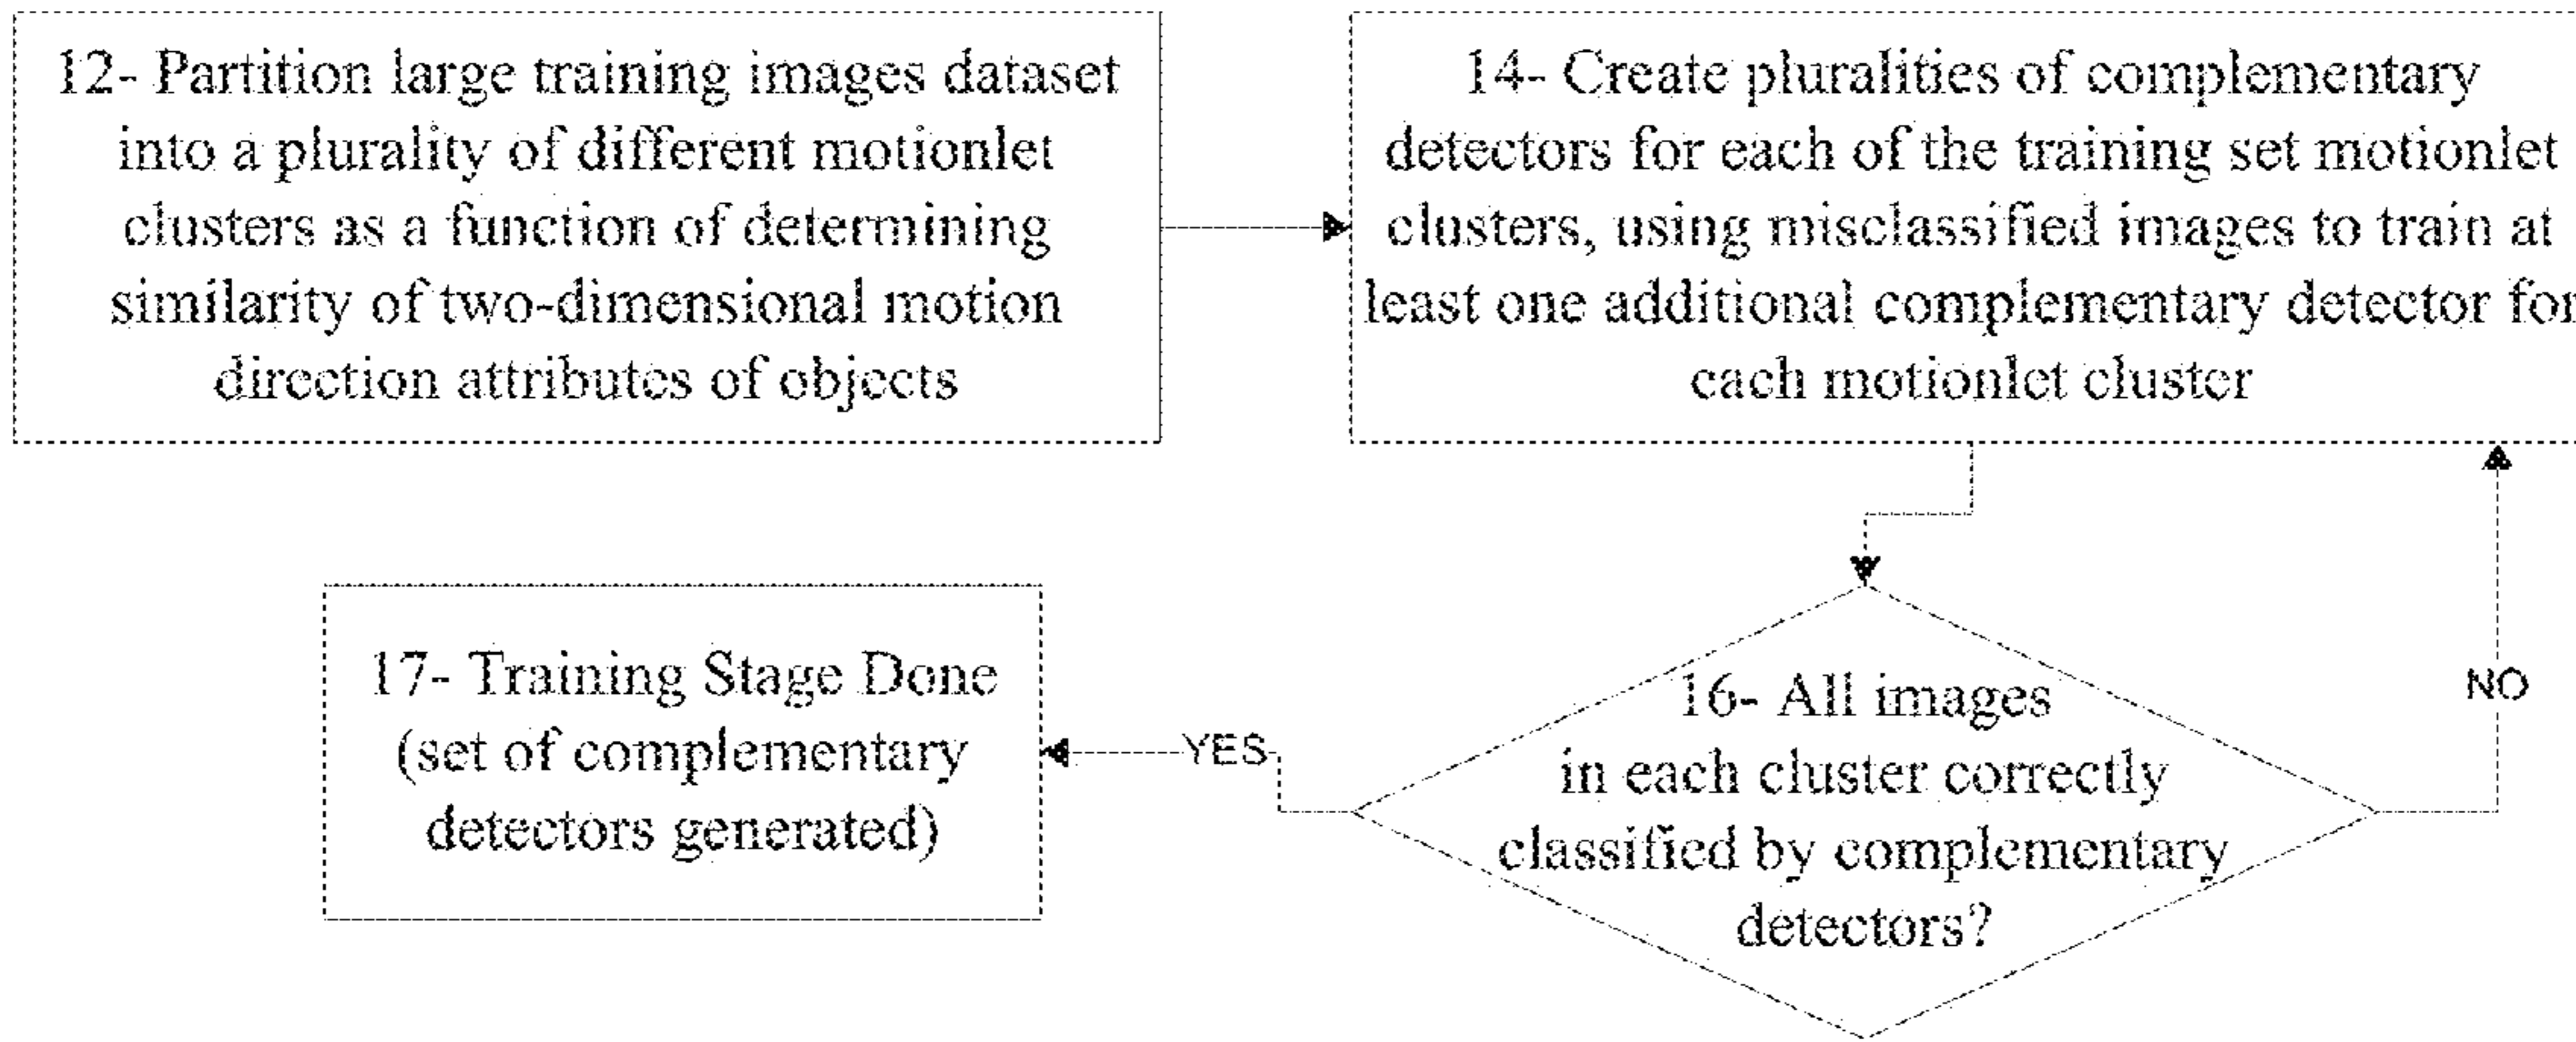 12- Partition large training images dataset
into a plurality of different motionlet
clusters as a function of determining
similarity of two-dimensional motion
direction attributes of objects
14- Create pluralities of complementary
detectors for each of the training set motionlet
clusters, using misclassified images to train at
least one additional complementary detector for
each motionlet cluster
16- All images
in each cluster correctly
classified by complementary
detectors?
NO
YES
17- Training Stage Done
(set of complementary
detectors generated)